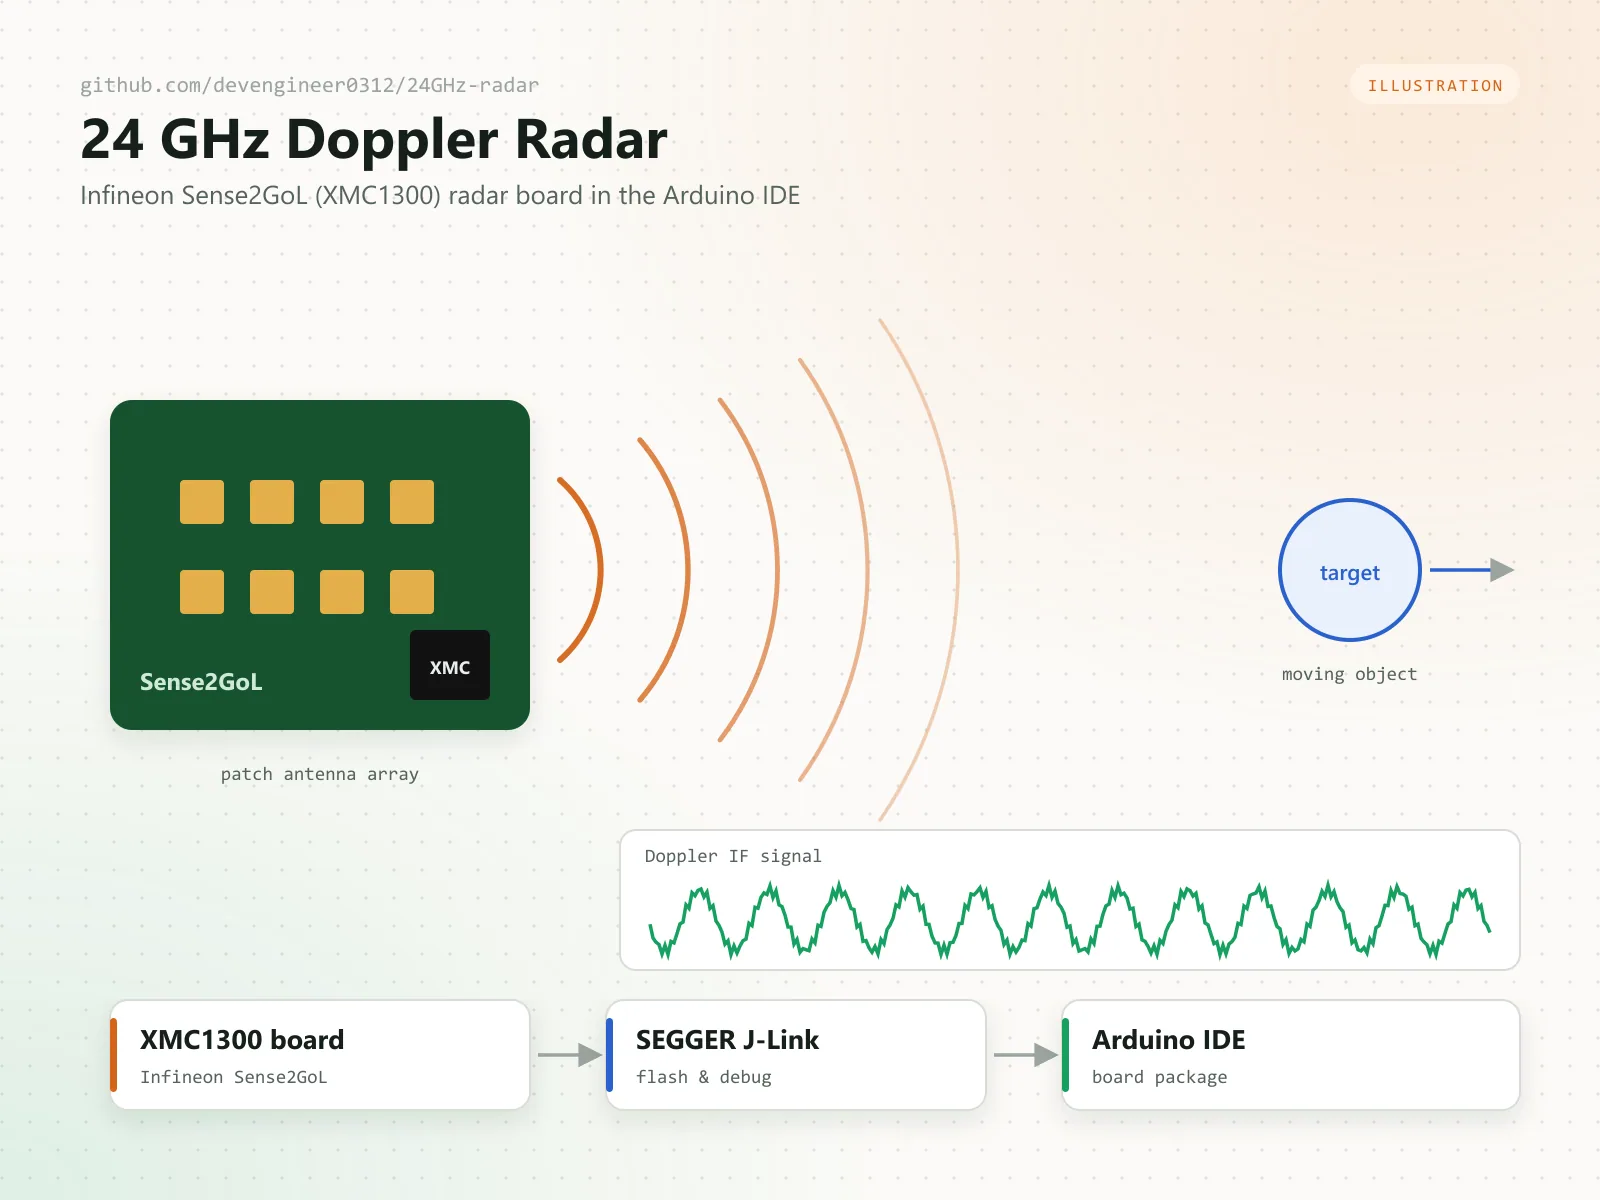 github.com/devengineer0312/24GHz-radar
ILLUSTRATION
24 GHz Doppler Radar
Infineon Sense2GoL (XMC1300) radar board in the Arduino IDE
target
XMC
Sense2GoL
moving object
patch antenna array
Doppler IF signal
XMC1300 board
Infineon Sense2GoL
SEGGER J-Link
flash & debug
Arduino IDE
board package